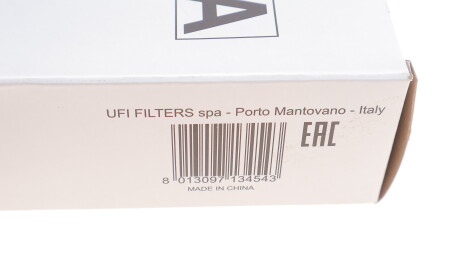 A
UFI FILTERS spa - Porto Mantovano - Italy
EAC
8 013097 134543
MADE IN CHINA